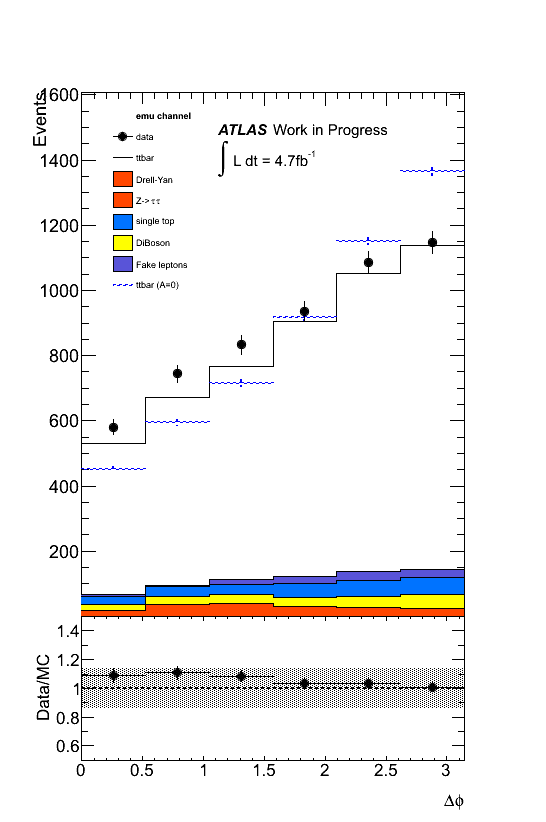 Events
1600
1400
1200
1000
800
600
400
200
emu channel
data
ttbar
Drell-Yan
Z->ττ
single top
DiBoson
Fake leptons
ttbar (A=0)
ATLAS Work in Progress
∫ L dt = 4.7fb⁻¹
Data/MC
1.4
1.2
1
0.8
0.6
0 0.5 1 1.5 2 2.5 3
Δϕ